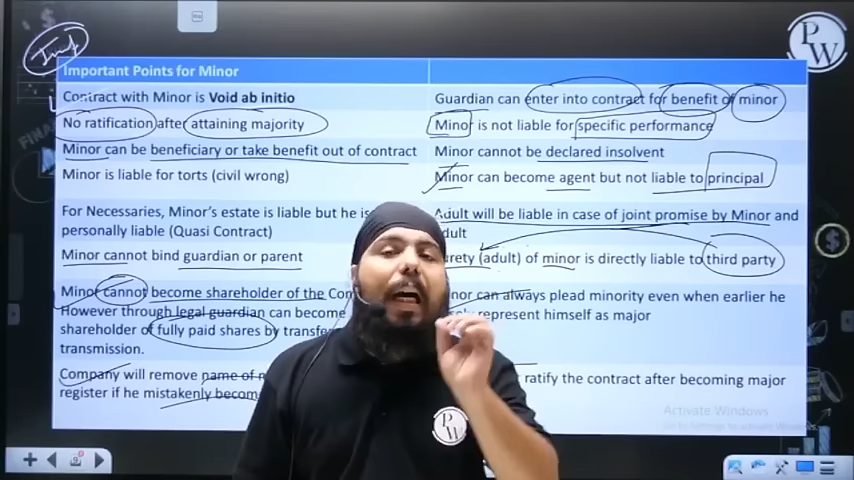 Imp
P
W
Important Points for Minor
Contract with Minor is Void ab initio
No ratification after attaining majority
Minor can be beneficiary or take benefit out of contract
Minor is liable for torts (civil wrong)
For Necessaries, Minor's estate is liable but he is
personally liable (Quasi Contract)
Minor cannot bind guardian or parent
Minor cannot become shareholder of the
However through legal guardian can become
shareholder of fully paid shares by
transmission.
Company will remove name of
register if he mistakenly
Guardian can enter into contract for benefit of minor
Minor is not liable for specific performance
Minor cannot be declared insolvent
Minor can become agent but not liable to principal
Adult will be liable in case of joint promise by Minor and
(adult) of minor is directly liable to third party
can always plead minority even when earlier he
represent himself as major
ratify the contract after becoming major
P
W
Activate Windows